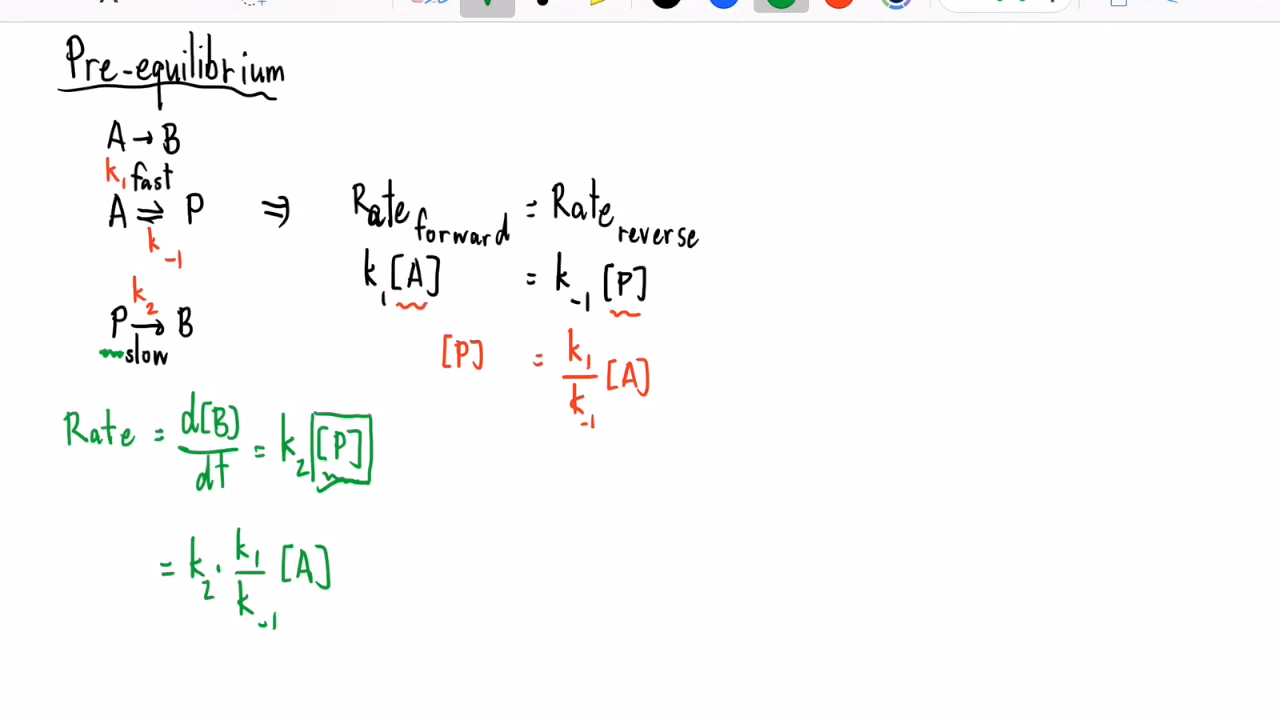 Pre-equilibrium
A → B
k₁ fast
A ⇌ P ⇒ Rate forward = Rate reverse
k₋₁
k₁[A] = k₋₁[P]
k₂
P → B
slow
[P] = k₁/k₋₁ [A]
Rate = d[B]/dt = k₂[P]
= k₂ · k₁/k₋₁ [A]